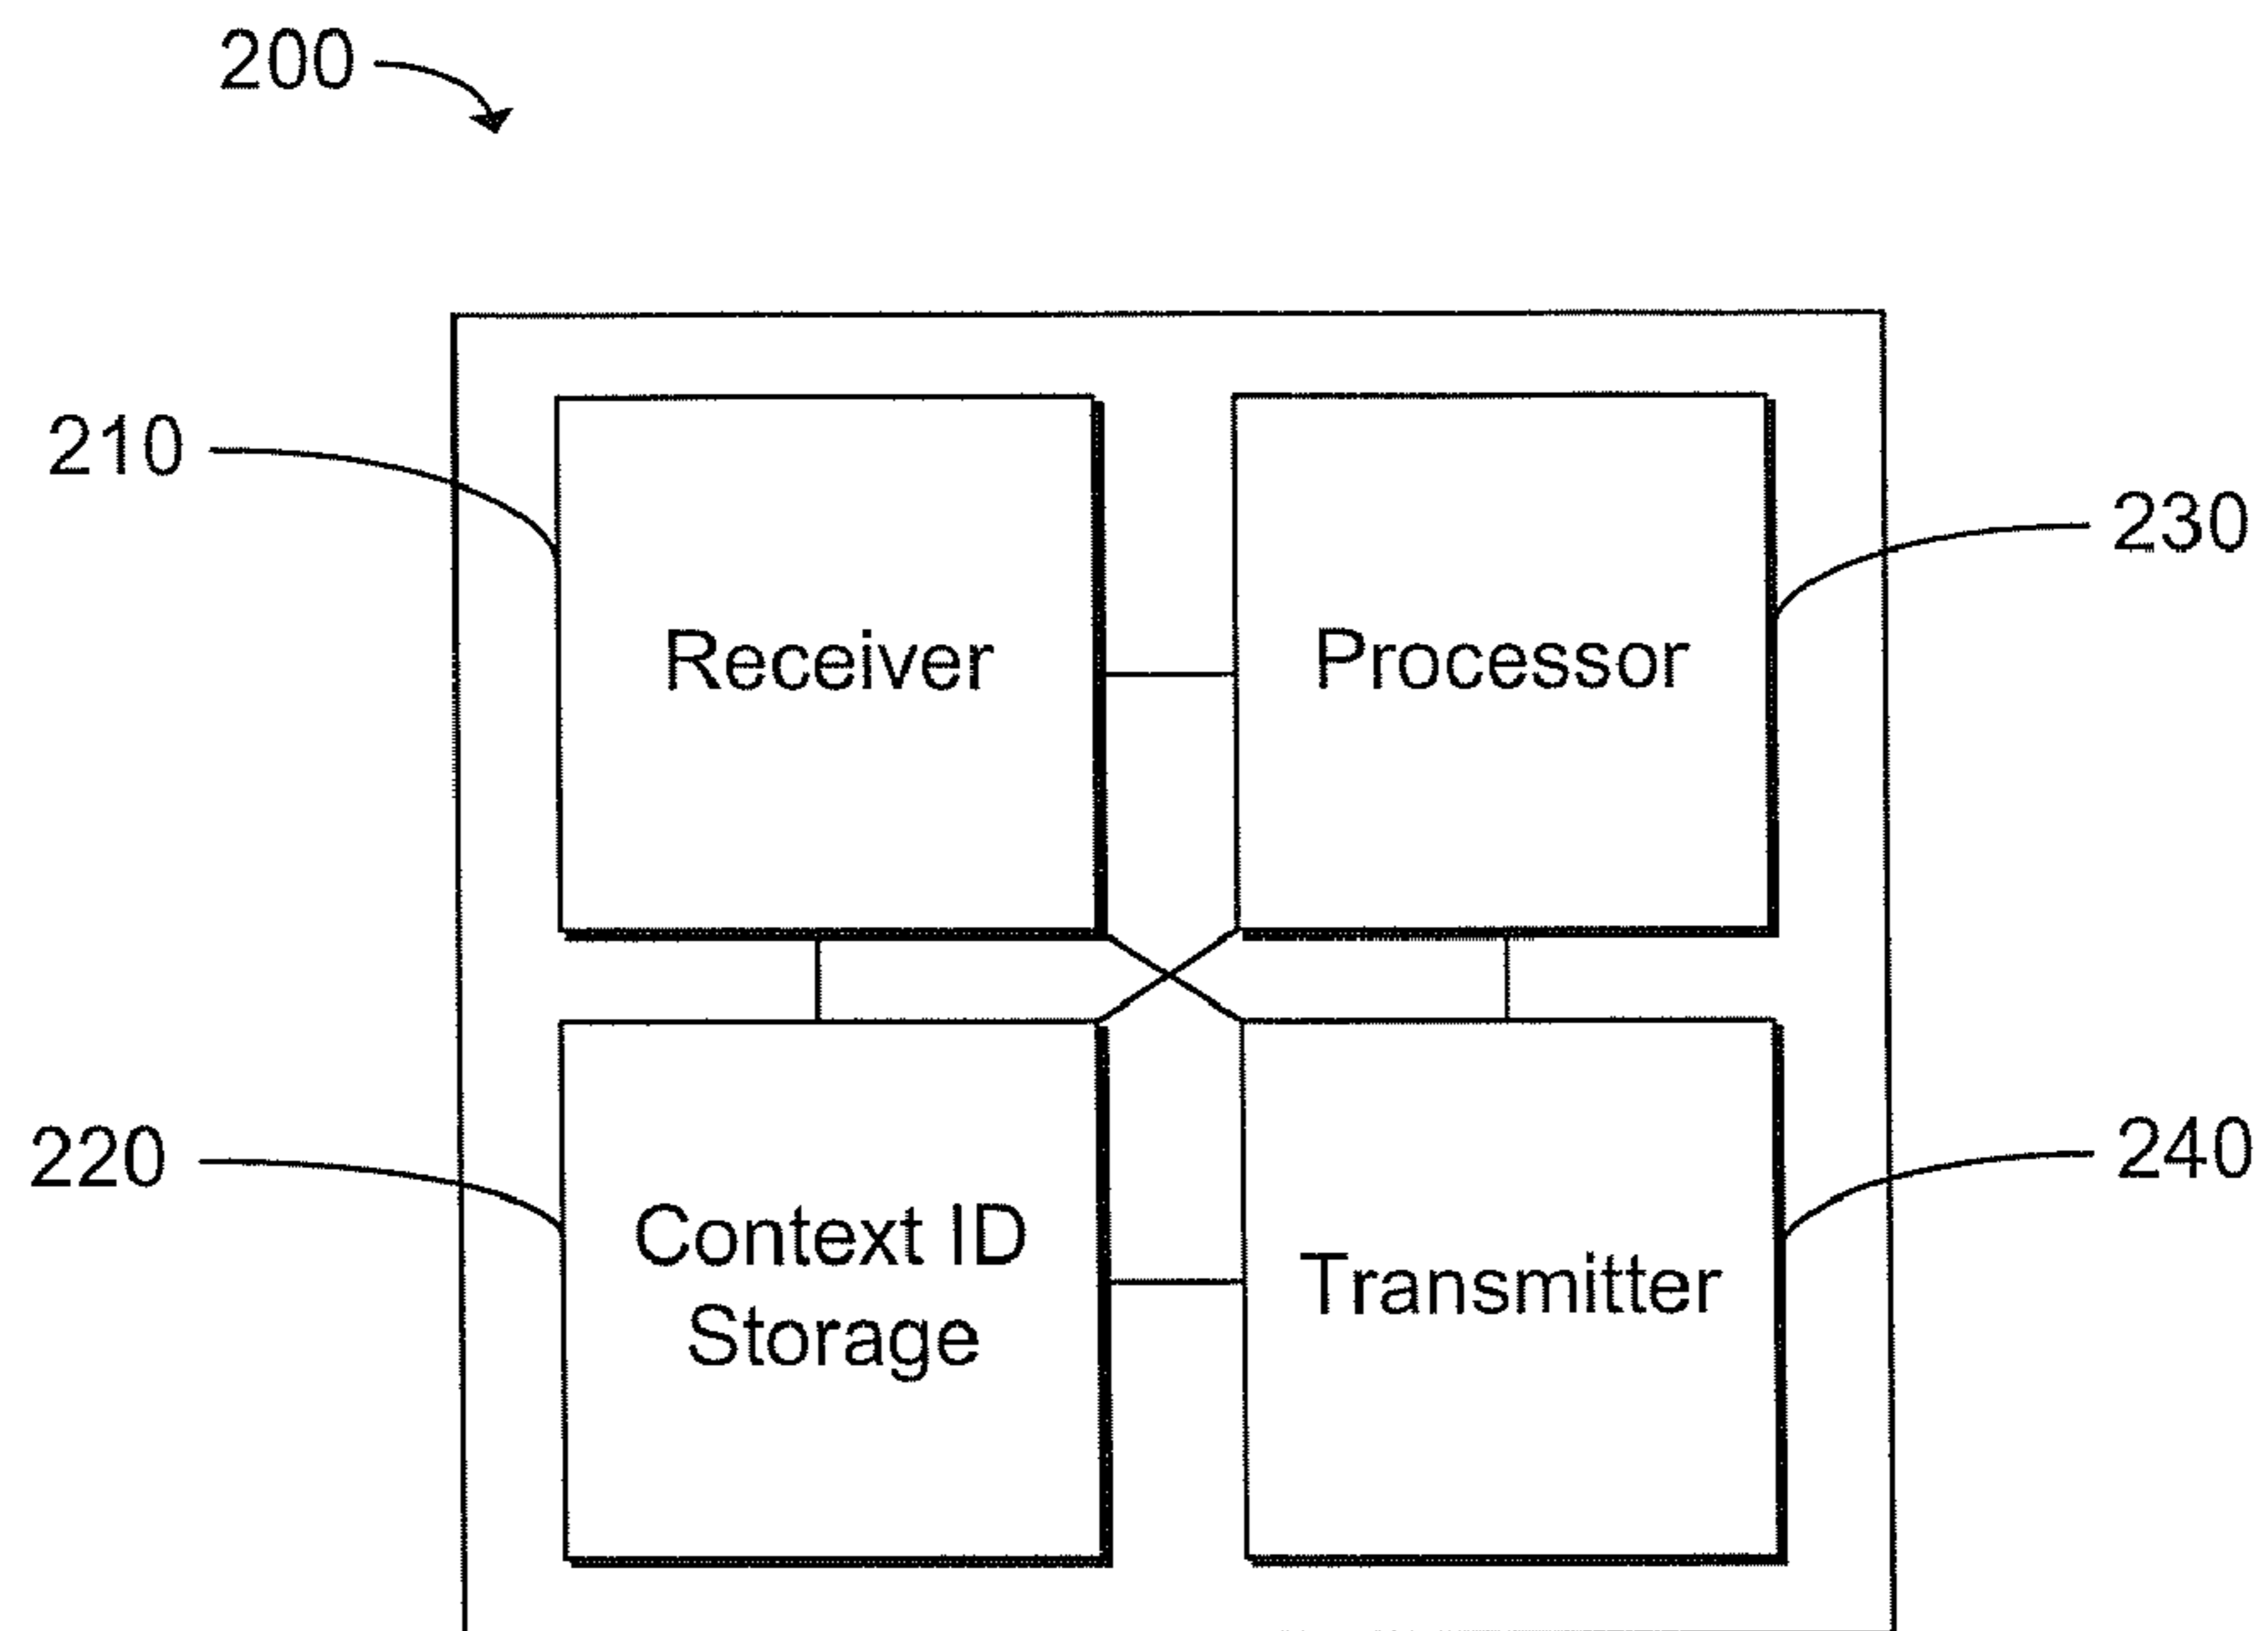 200
210
Receiver
Processor
230
220
Context ID
Storage
Transmitter
240